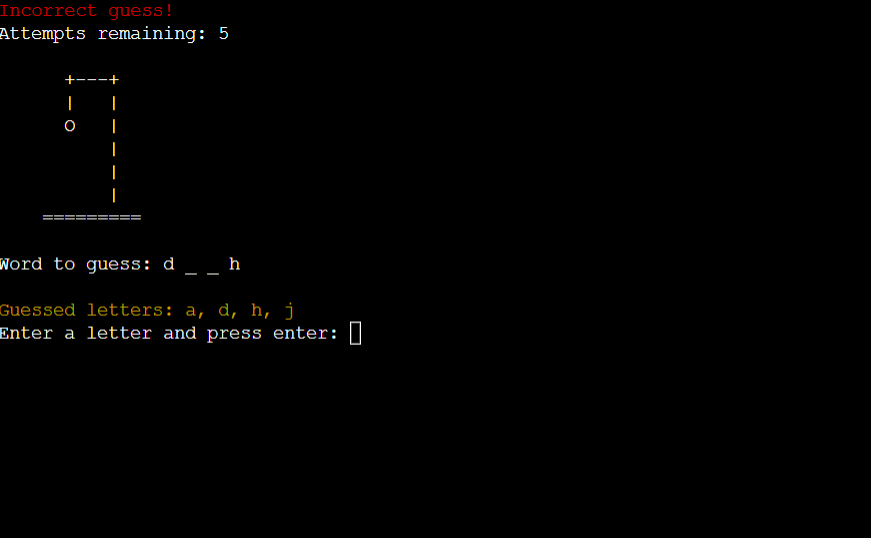 Incorrect guess!
Attempts remaining: 5
+---+
|   |
O   |
|
|
|
=========
Word to guess: d _ _ h
Guessed letters: a, d, h, j
Enter a letter and press enter: